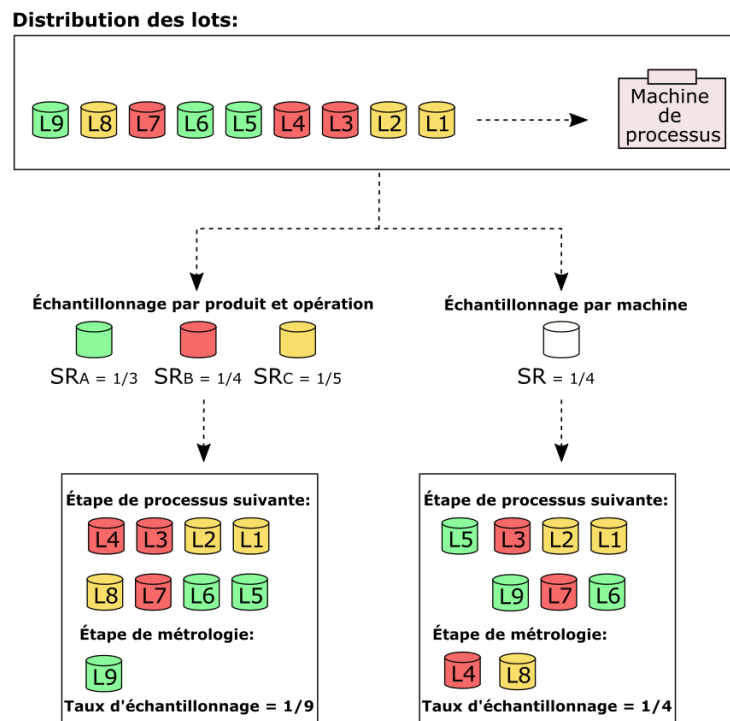 Distribution des lots:
L9 L8 L7 L6 L5 L4 L3 L2 L1
Machine
de
processus
Échantillonnage par produit et opération
SRA = 1/3 SRB = 1/4 SRC = 1/5
Échantillonnage par machine
SR = 1/4
Étape de processus suivante:
L4 L3 L2 L1
L8 L7 L6 L5
Étape de métrologie:
L9
Taux d'échantillonnage = 1/9
Étape de processus suivante:
L5 L3 L2 L1
L9 L7 L6
Étape de métrologie:
L4 L8
Taux d'échantillonnage = 1/4